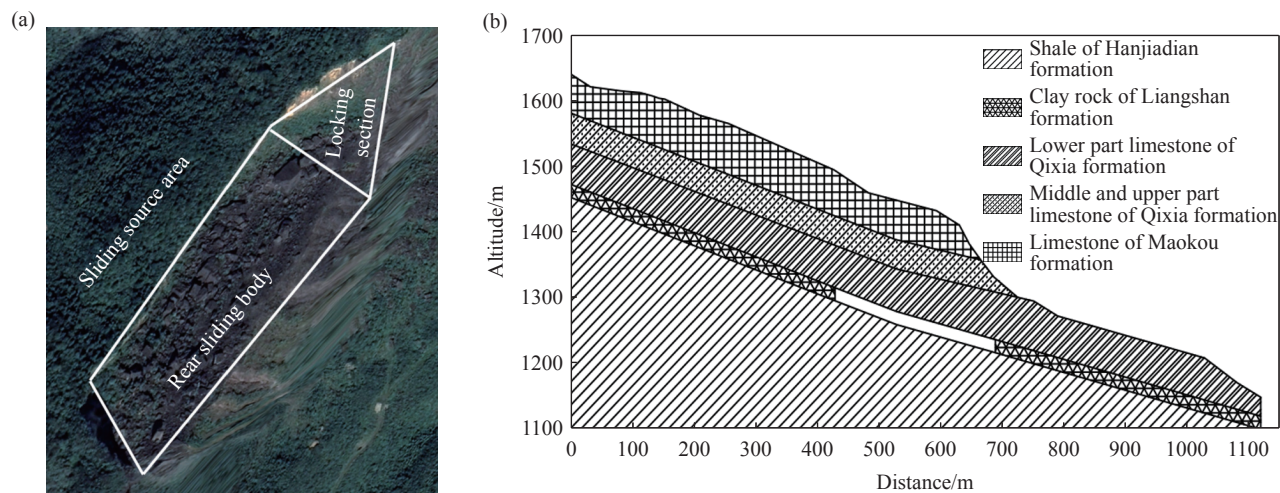 (a)
Sliding source area
Rear sliding body
Locking
section
(b)
Altitude/m
1700
1600
1500
1400
1300
1200
1100
0 100 200 300 400 500 600 700 800 900 1000 1100
Distance/m
Shale of Hanjiadian
formation
Clay rock of Liangshan
formation
Lower part limestone of
Qixia formation
Middle and upper part
limestone of Qixia formation
Limestone of Maokou
formation